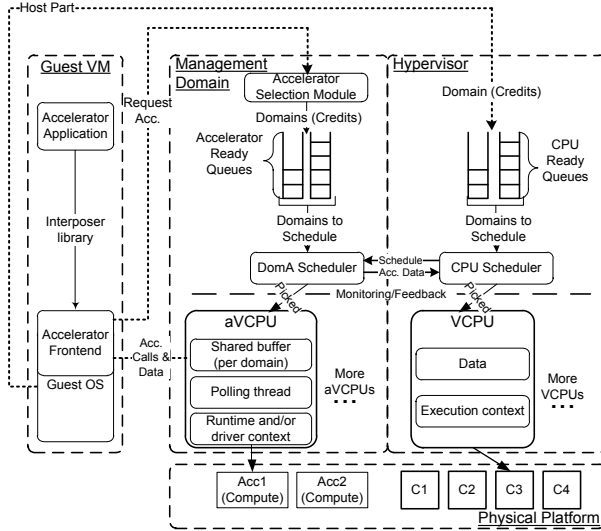 Host Part
Guest VM
Management
Domain
Hypervisor
Accelerator
Selection Module
Request
Acc.
Domain (Credits)
Accelerator
Application
Domains (Credits)
Accelerator
Ready
Queues
CPU
Ready
Queues
Interposer
library
Domains to
Schedule
Domains to
Schedule
DomA Scheduler
Schedule
Acc. Data
CPU Scheduler
Picked
Monitoring/Feedback
Picked
Accelerator
Frontend
Guest OS
Acc.
Calls &
Data
aVCPU
Shared buffer
(per domain)
Polling thread
Runtime and/or
driver context
More
aVCPUs
...
VCPU
Data
Execution context
More
VCPUs
...
Acc1
(Compute)
Acc2
(Compute)
C1
C2
C3
C4
Physical Platform